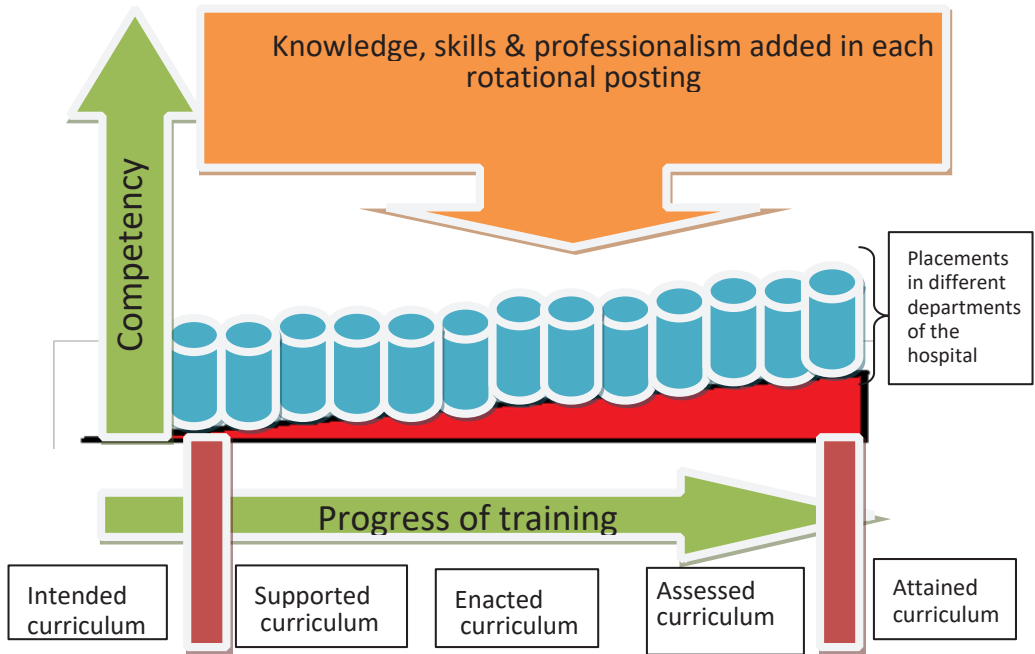 Knowledge, skills & professionalism added in each
rotational posting
Competency
Placements
in different
departments
of the
hospital
Progress of training
Intended
curriculum
Supported
curriculum
Enacted
curriculum
Assessed
curriculum
Attained
curriculum